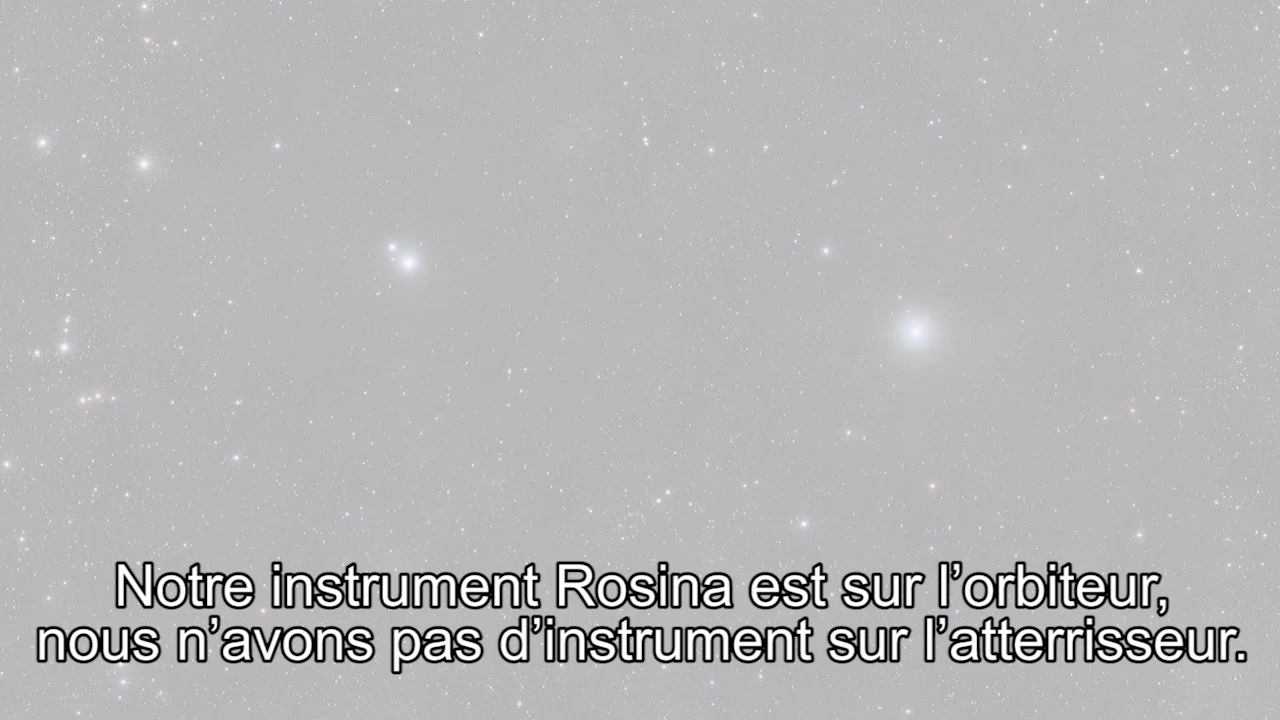 Notre instrument Rosina est sur l’orbiteur,
nous n’avons pas d’instrument sur l’atterrisseur.